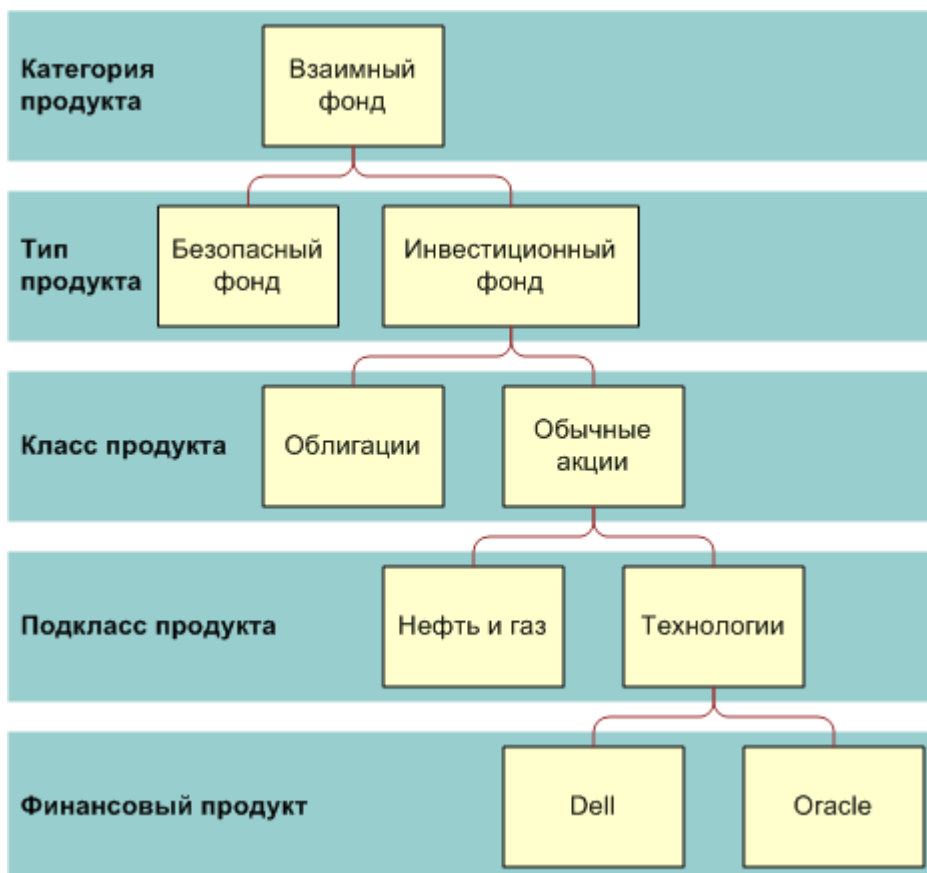 Категория
продукта
Взаимный
фонд
Тип
продукта
Безопасный
фонд
Инвестиционный
фонд
Класс продукта
Облигации
Обычные
акции
Подкласс продукта
Нефть и газ
Технологии
Финансовый продукт
Dell
Oracle